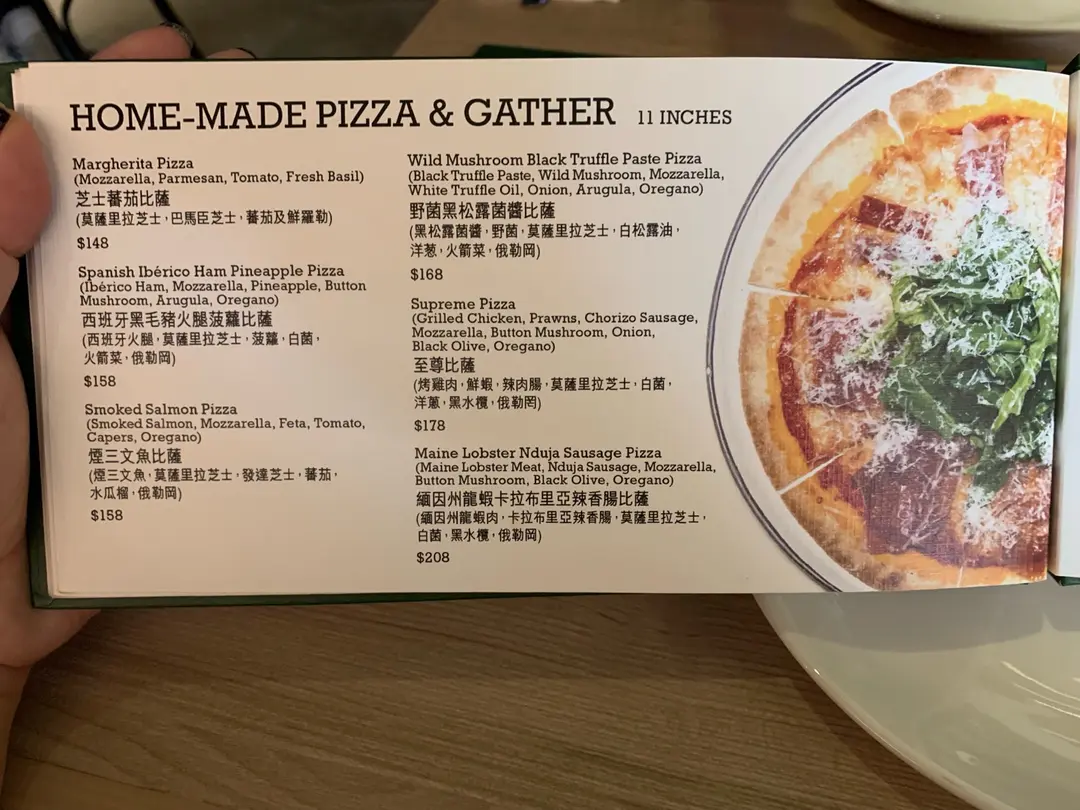 HOME-MADE PIZZA & GATHER 11 INCHES
Margherita Pizza
(Mozzarella, Parmesan, Tomato, Fresh Basil)
芝士蕃茄比薩
(莫薩里拉芝士，巴馬臣芝士，蕃茄及鮮羅勒)
$148
Spanish Ibérico Ham Pineapple Pizza
(Ibérico Ham, Mozzarella, Pineapple, Button
Mushroom, Arugula, Oregano)
西班牙黑毛豬火腿菠蘿比薩
(西班牙火腿，莫薩里拉芝士，菠蘿，白菌，
火箭菜，俄勒岡)
$158
Smoked Salmon Pizza
(Smoked Salmon, Mozzarella, Feta, Tomato,
Capers, Oregano)
煙三文魚比薩
(煙三文魚，莫薩里拉芝士，發達芝士，蕃茄，
水瓜榴，俄勒岡)
$158
Wild Mushroom Black Truffle Paste Pizza
(Black Truffle Paste, Wild Mushroom, Mozzarella,
White Truffle Oil, Onion, Arugula, Oregano)
野菌黑松露菌醬比薩
(黑松露菌醬，野菌，莫薩里拉芝士，白松露油，
洋葱，火箭菜，俄勒岡)
$168
Supreme Pizza
(Grilled Chicken, Prawns, Chorizo Sausage,
Mozzarella, Button Mushroom, Onion,
Black Olive, Oregano)
至尊比薩
(烤雞肉，鮮蝦，辣肉腸，莫薩里拉芝士，白菌，
洋蔥，黑水欖，俄勒罔)
$178
Maine Lobster Nduja Sausage Pizza
(Maine Lobster Meat, Nduja Sausage, Mozzarella,
Button Mushroom, Black Olive, Oregano)
緬因州龍蝦卡拉布里亞辣香腸比薩
(緬因州龍蝦肉，卡拉布里亞辣香腸，莫薩里拉芝士，
白菌，黑水欖，俄勒岡)
$208